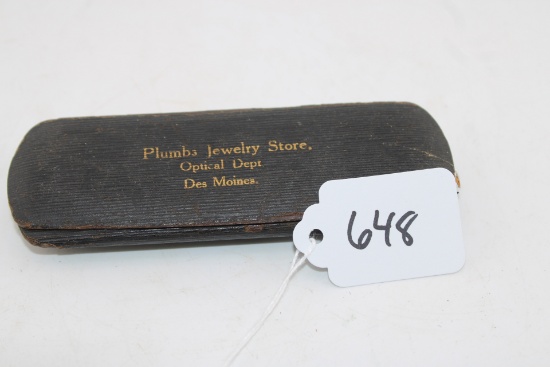 Plumbs Jewelry Store.
Optical Dept.
Des Moines.
648